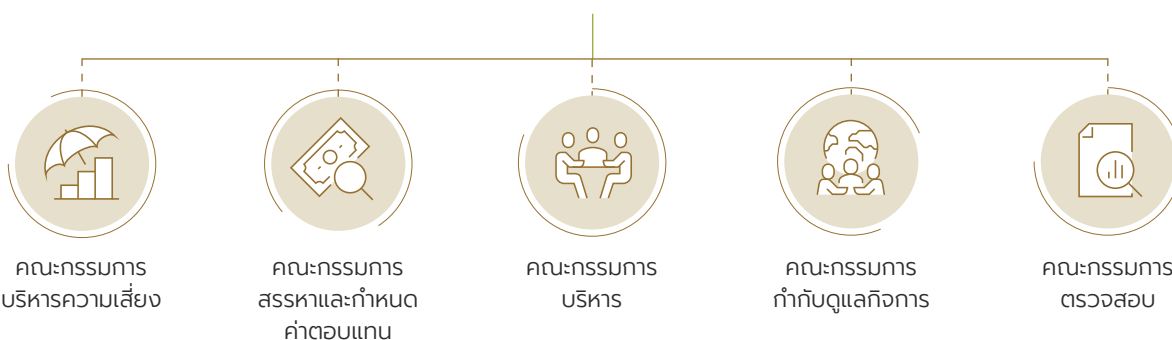 คณะกรรมการ
บริหารความเสี่ยง
คณะกรรมการ
สรรหาและกำหนด
ค่าตอบแทน
คณะกรรมการ
บริหาร
คณะกรรมการ
กำกับดูแลกิจการ
คณะกรรมการ
ตรวจสอบ